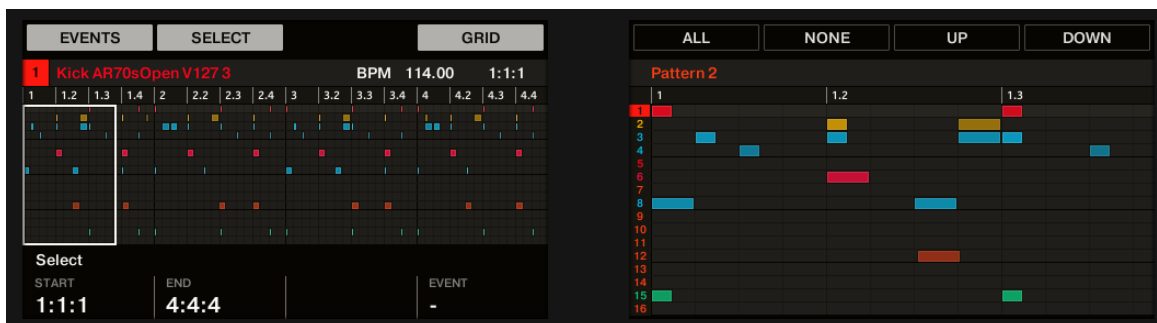 EVENTS SELECT GRID
1 Kick AR70sOpen V127 3 BPM 114.00 1:1:1
1 1.2 1.3 1.4 2 2.2 2.3 2.4 3 3.2 3.3 3.4 4 4.2 4.3 4.4
Select
START END EVENT
1:1:1 4:4:4 -
ALL NONE UP DOWN
Pattern 2
1 1.2 1.3
1
2
3
4
5
6
7
8
9
10
11
12
13
14
15
16